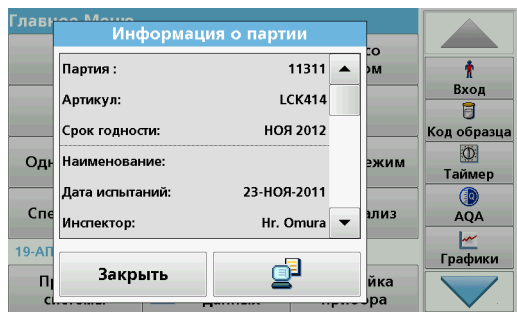 Главное Меню
Информация о партии
Партия : 11311
Артикул: LCK414
Срок годности: НОЯ 2012
Наименование:
Дата испытаний: 23-НОЯ-2011
Инспектор: Hr. Omura
Закрыть
Вход
Код образца
Таймер
AQA
Графики